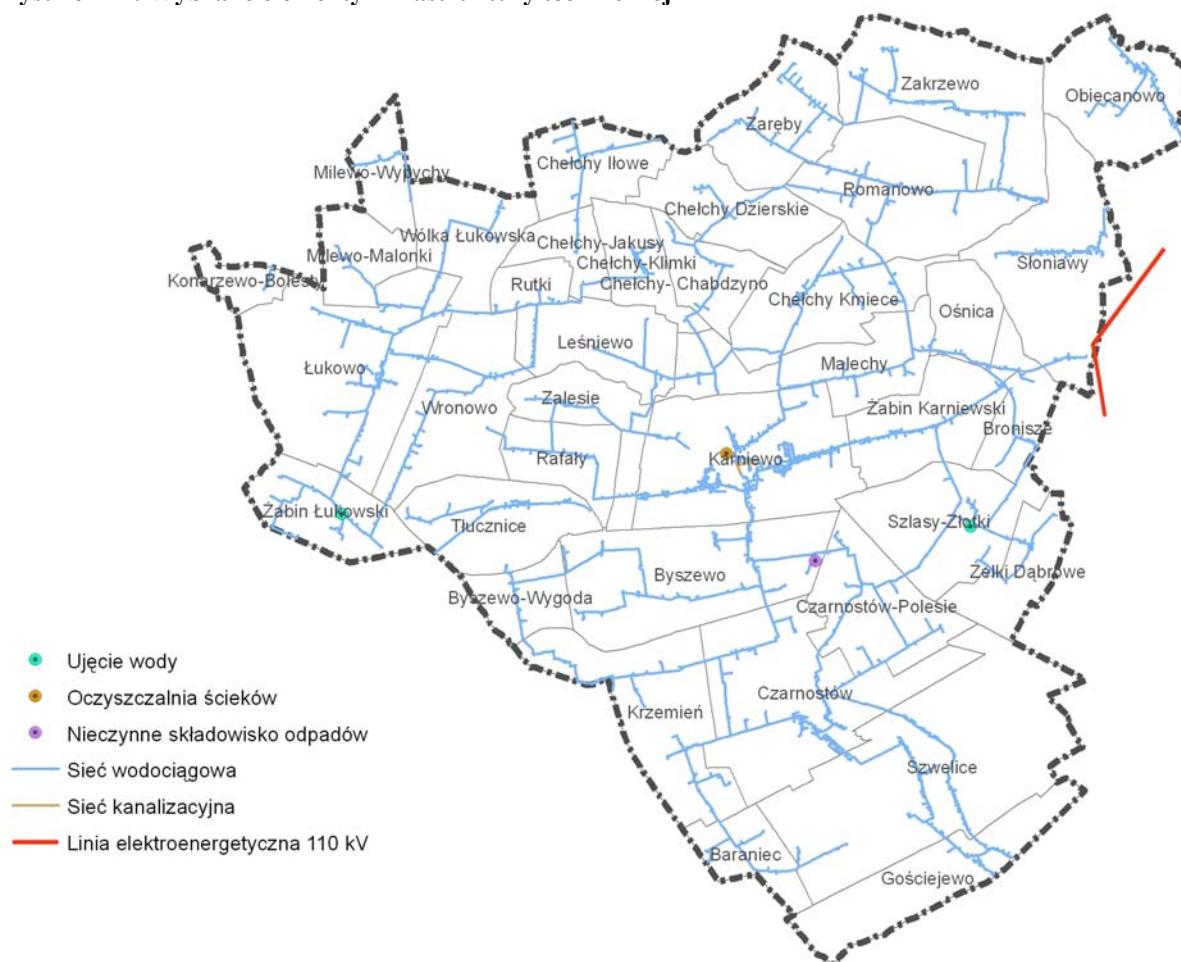 Zakrzewo
Obiecanowo
Zaręby
Chełchy Iłowe
Milewo-Wypychy
Romanowo
Chełchy Dzierskie
Wólka Łukowska
Chełchy-Jakusy
Milewo-Malonki
Chełchy-Klimki
Słoniawy
Konarzewo-Bolesty
Rutki
Chełchy- Chabdzyno
Chełchy Kmiece
Ośnica
Leśniewo
Łukowo
Malechy
Wronowo
Zalesie
Żabin Karniewski
Bronisze
Rafały
Karniewo
Żabin Łukowski
Tłucznice
Szlasy-Złotki
Byszewo
Żelki Dąbrowe
Byszewo-Wygoda
Czarnostów-Polesie
Ujęcie wody
Oczyszczalnia ścieków
Czarnostów
Krzemień
Nieczynne składowisko odpadów
Sieć wodociągowa
Szwelice
Sieć kanalizacyjna
Linia elektroenergetyczna 110 kV
Baraniec
Gościejewo